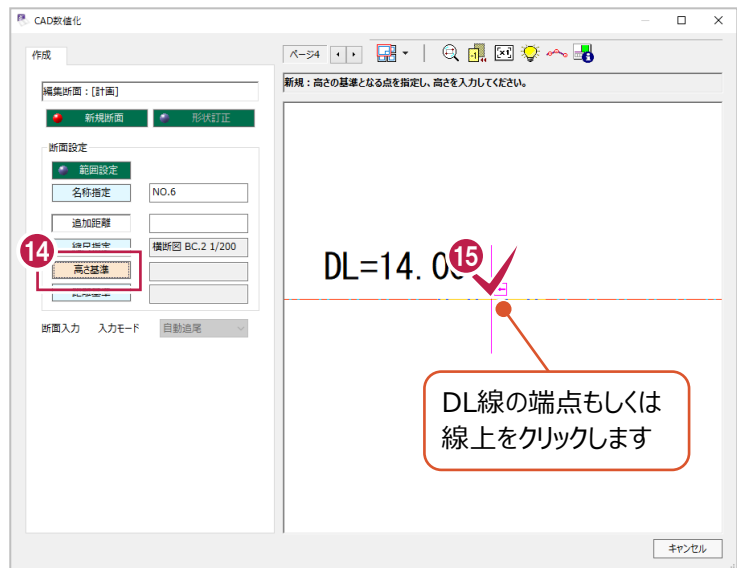 CAD数値化
作成
ページ4
編集断面：[計画]
新規：高さの基準となる点を指定し、高さを入力してください。
新規断面
形状訂正
断面設定
範囲設定
名称指定
NO.6
追加距離
横断図 BC.2 1/200
14
高さ基準
断面入力
入力モード
自動追尾
DL=14.0
15
DL線の端点もしくは
線上をクリックします
キャンセル